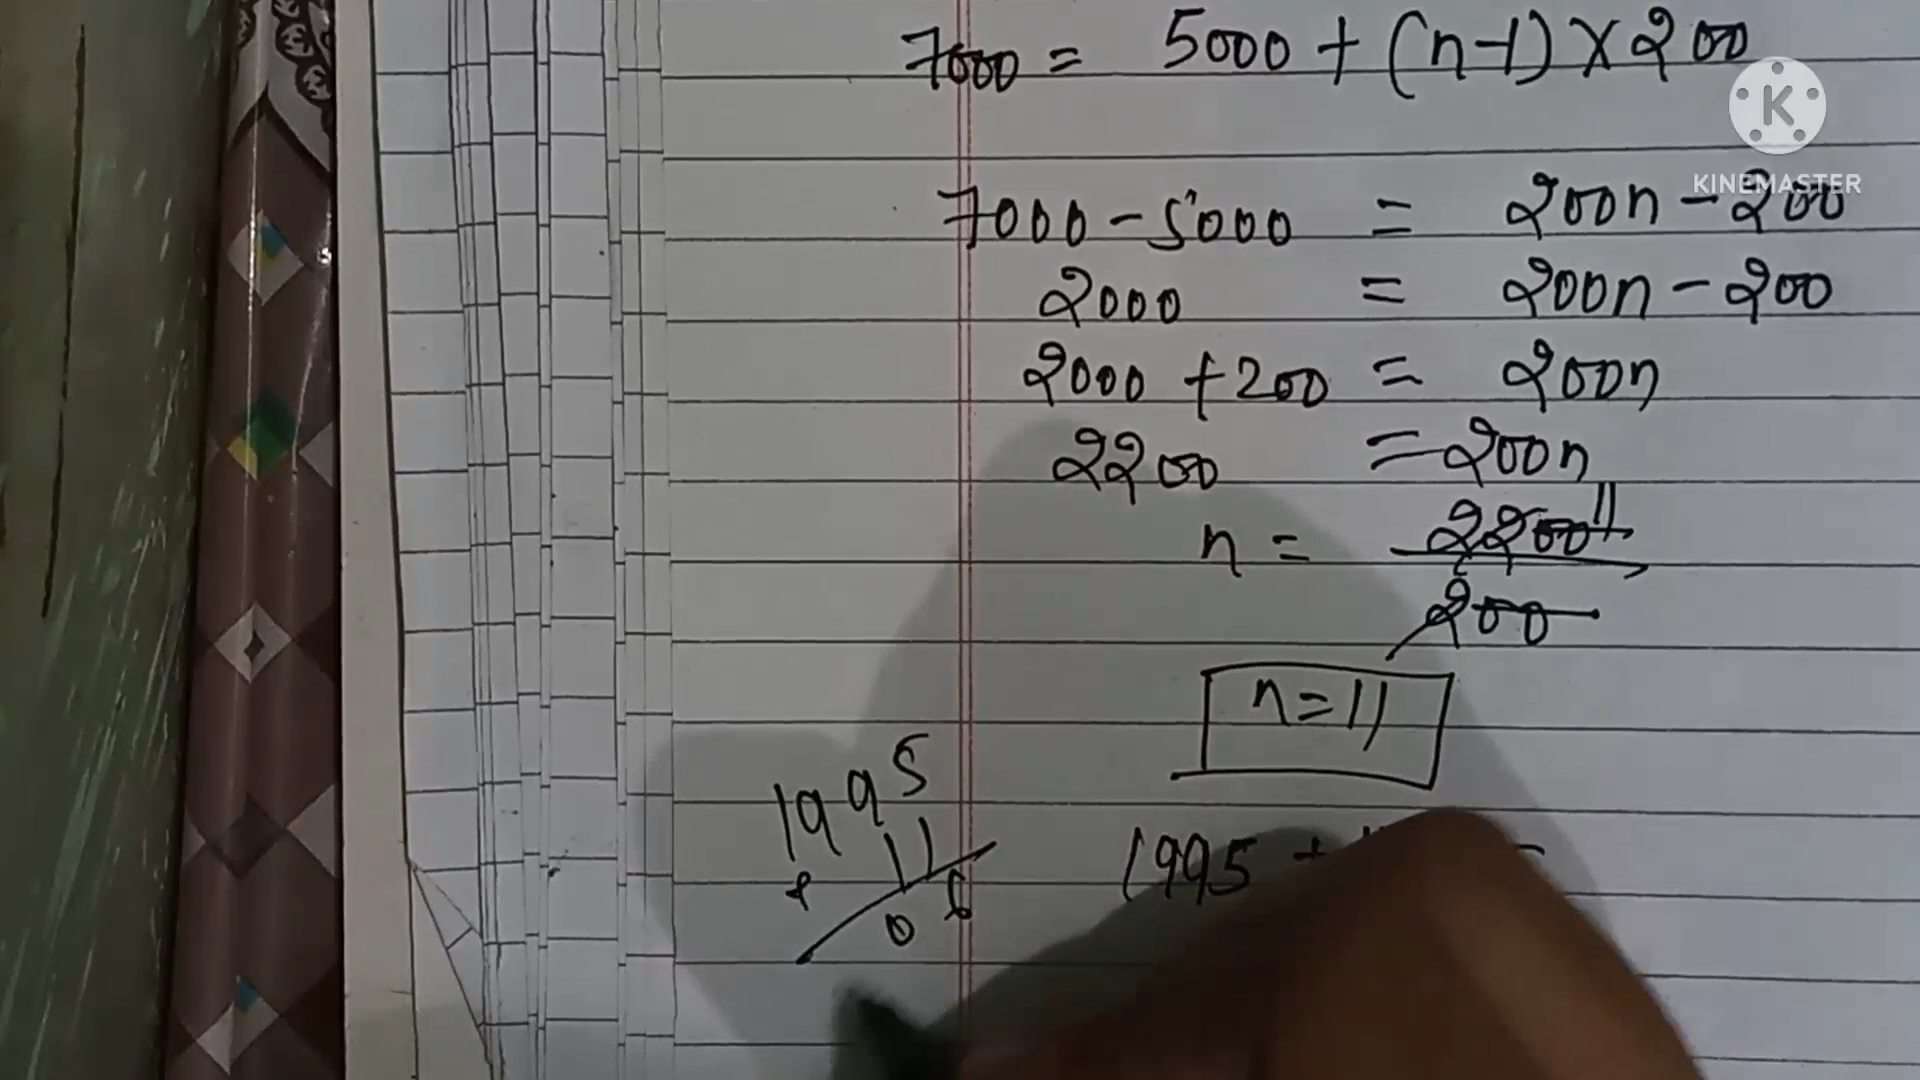 7000 = 5000 + (n-1) × 200
K
KINEMASTER
7000 - 5000 = 200n - 200
2000 = 200n - 200
2000 + 200 = 200n
2200 = 200n
n = 2200 11
200
n = 11
1995
+ 11
06
1995 +